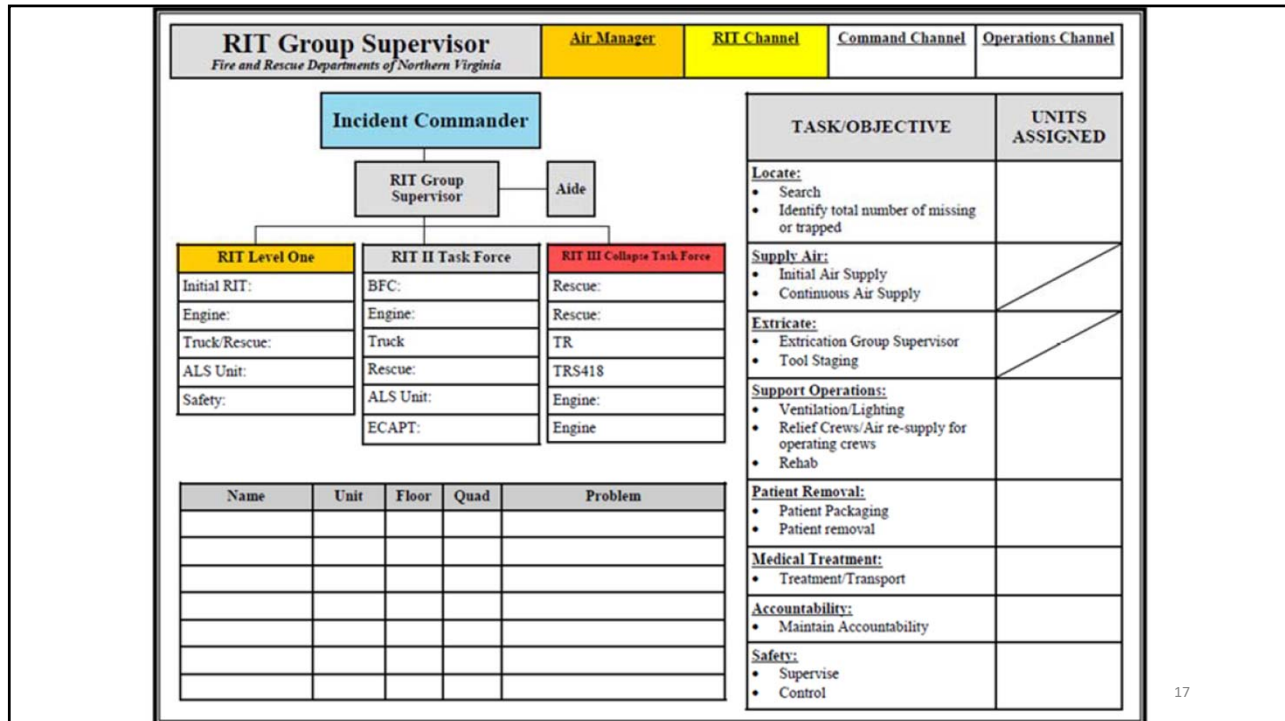 RIT Group Supervisor
Fire and Rescue Departments of Northern Virginia
Air Manager
RIT Channel
Command Channel
Operations Channel
Incident Commander
RIT Group
Supervisor
Aide
RIT Level One
Initial RIT:
Engine:
Truck/Rescue:
ALS Unit:
Safety:
RIT II Task Force
BFC:
Engine:
Truck
Rescue:
ALS Unit:
ECAPT:
RIT III Collapse Task Force
Rescue:
Rescue:
TR
TRS418
Engine:
Engine
Name Unit Floor Quad Problem
TASK/OBJECTIVE
UNITS
ASSIGNED
Locate:
• Search
• Identify total number of missing
or trapped
Supply Air:
• Initial Air Supply
• Continuous Air Supply
Extricate:
• Extrication Group Supervisor
• Tool Staging
Support Operations:
• Ventilation/Lighting
• Relief Crews/Air re-supply for
operating crews
• Rehab
Patient Removal:
• Patient Packaging
• Patient removal
Medical Treatment:
• Treatment/Transport
Accountability:
• Maintain Accountability
Safety:
• Supervise
• Control
17